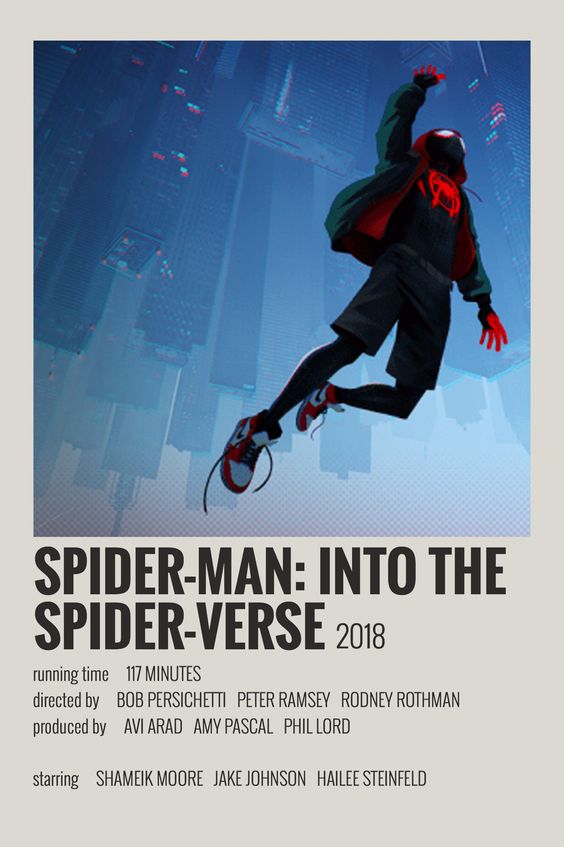 SPIDER-MAN: INTO THE
SPIDER-VERSE 2018
running time 117 MINUTES
directed by BOB PERSICHETTI PETER RAMSEY RODNEY ROTHMAN
produced by AVI ARAD AMY PASCAL PHIL LORD
starring SHAMEIK MOORE JAKE JOHNSON HAILEE STEINFELD